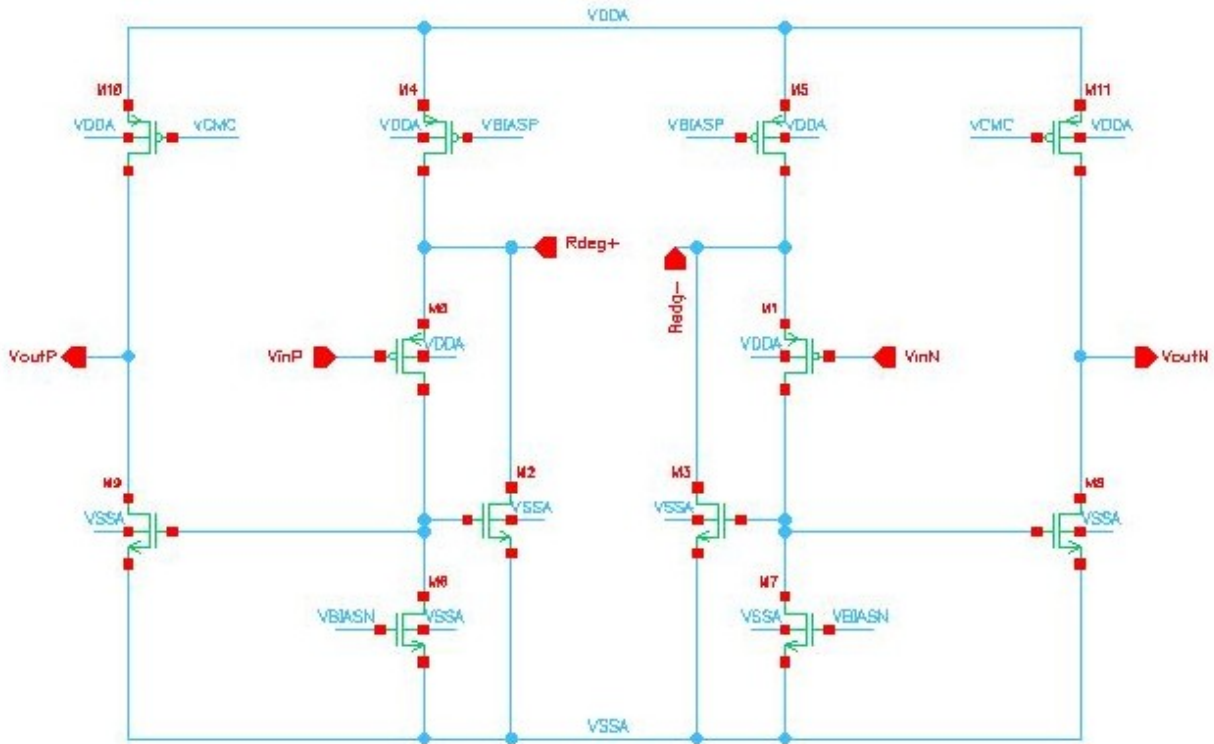 VDDA
M10
M4
M5
M11
VDDA
VCMC
VDDA
VBIASP
VBIASP
VDDA
VCMC
VDDA
Rdeg+
Redg-
M0
M1
VoutP
VinP
VDDA
VDDA
VinN
VoutN
M9
M2
M3
M8
VSSA
VSSA
VSSA
VSSA
M6
M7
VBIASN
VSSA
VSSA
VBIASN
VSSA